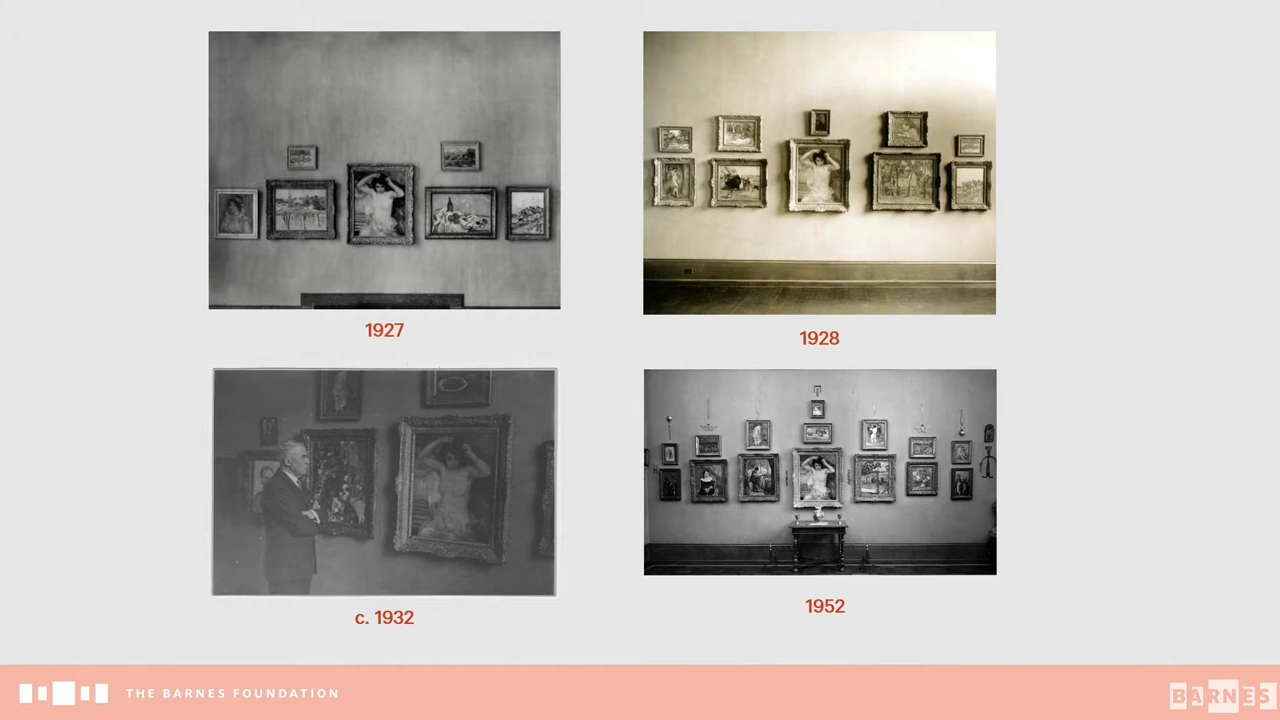 1927
1928
c. 1932
1952
THE BARNES FOUNDATION
BARNES